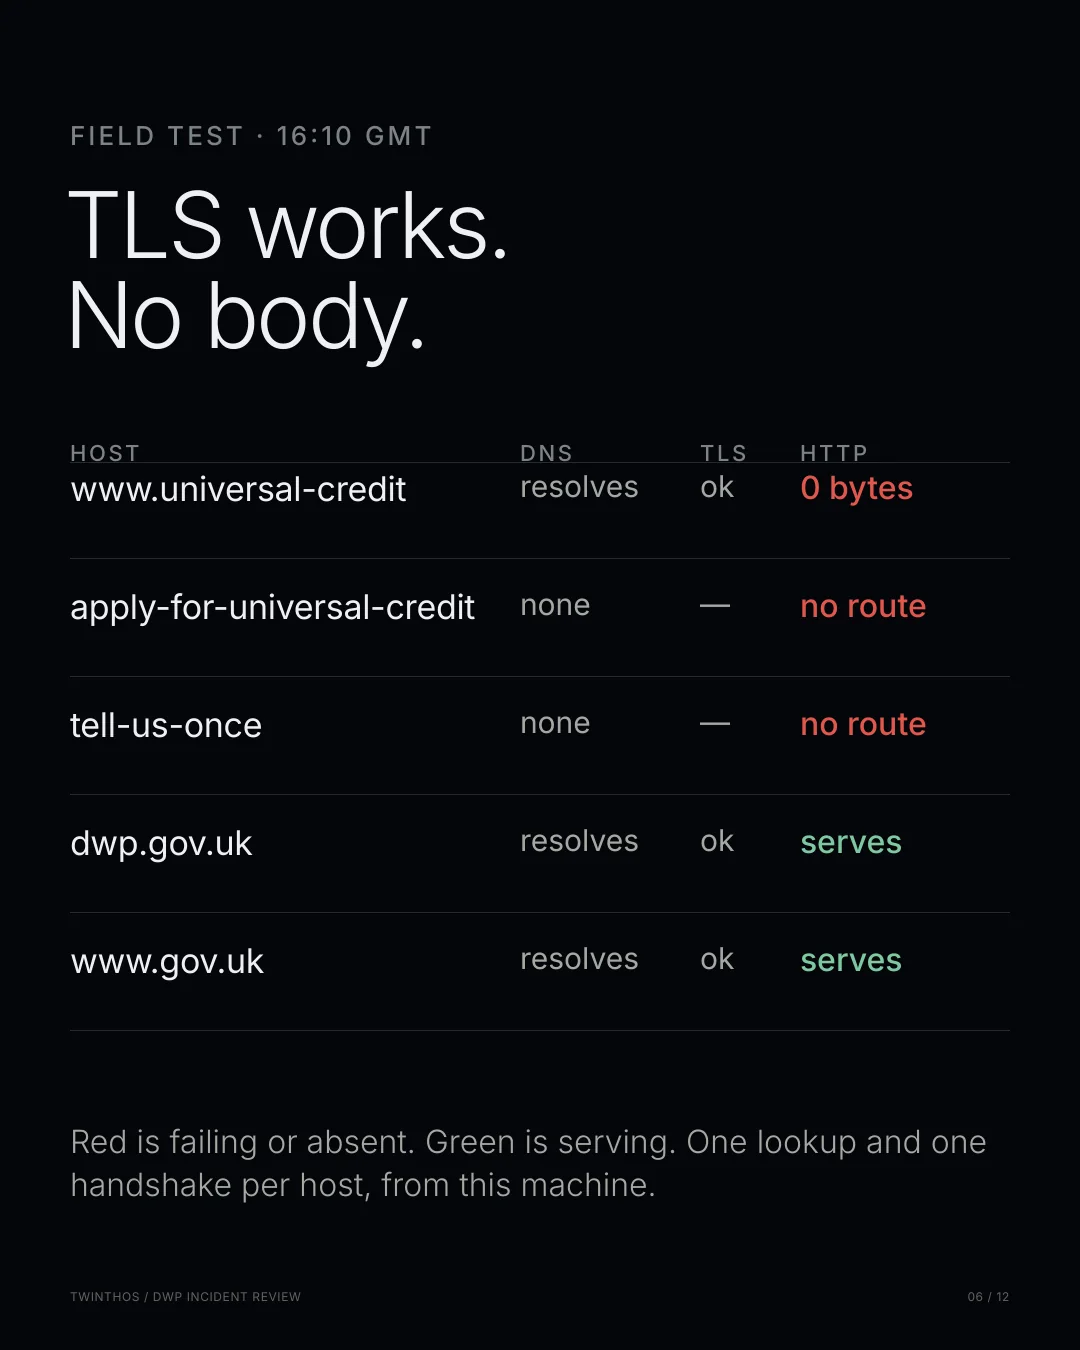 FIELD TEST · 16:10 GMT
TLS works.
No body.
HOST DNS TLS HTTP
www.universal-credit resolves ok 0 bytes
apply-for-universal-credit none — no route
tell-us-once none — no route
dwp.gov.uk resolves ok serves
www.gov.uk resolves ok serves
Red is failing or absent. Green is serving. One lookup and one
handshake per host, from this machine.
TWINTHOS / DWP INCIDENT REVIEW 06 / 12